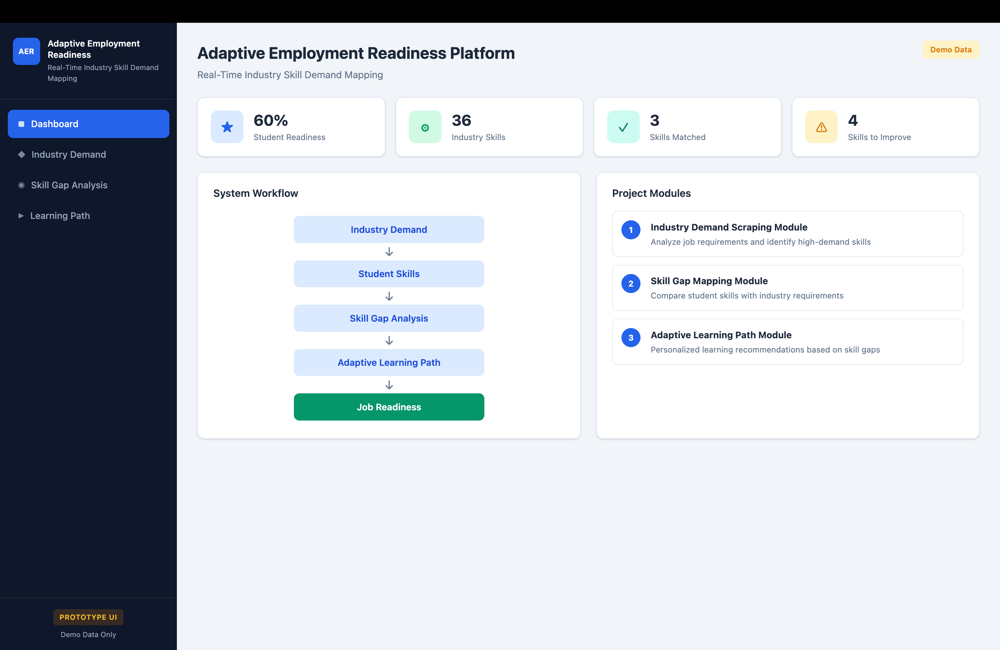 AER
Adaptive Employment
Readiness
Real-Time Industry Skill Demand
Mapping
Dashboard
Industry Demand
Skill Gap Analysis
Learning Path
PROTOTYPE UI
Demo Data Only
Adaptive Employment Readiness Platform
Real-Time Industry Skill Demand Mapping
Demo Data
60%
Student Readiness
36
Industry Skills
3
Skills Matched
4
Skills to Improve
System Workflow
Industry Demand
Student Skills
Skill Gap Analysis
Adaptive Learning Path
Job Readiness
Project Modules
1
Industry Demand Scraping Module
Analyze job requirements and identify high-demand skills
2
Skill Gap Mapping Module
Compare student skills with industry requirements
3
Adaptive Learning Path Module
Personalized learning recommendations based on skill gaps